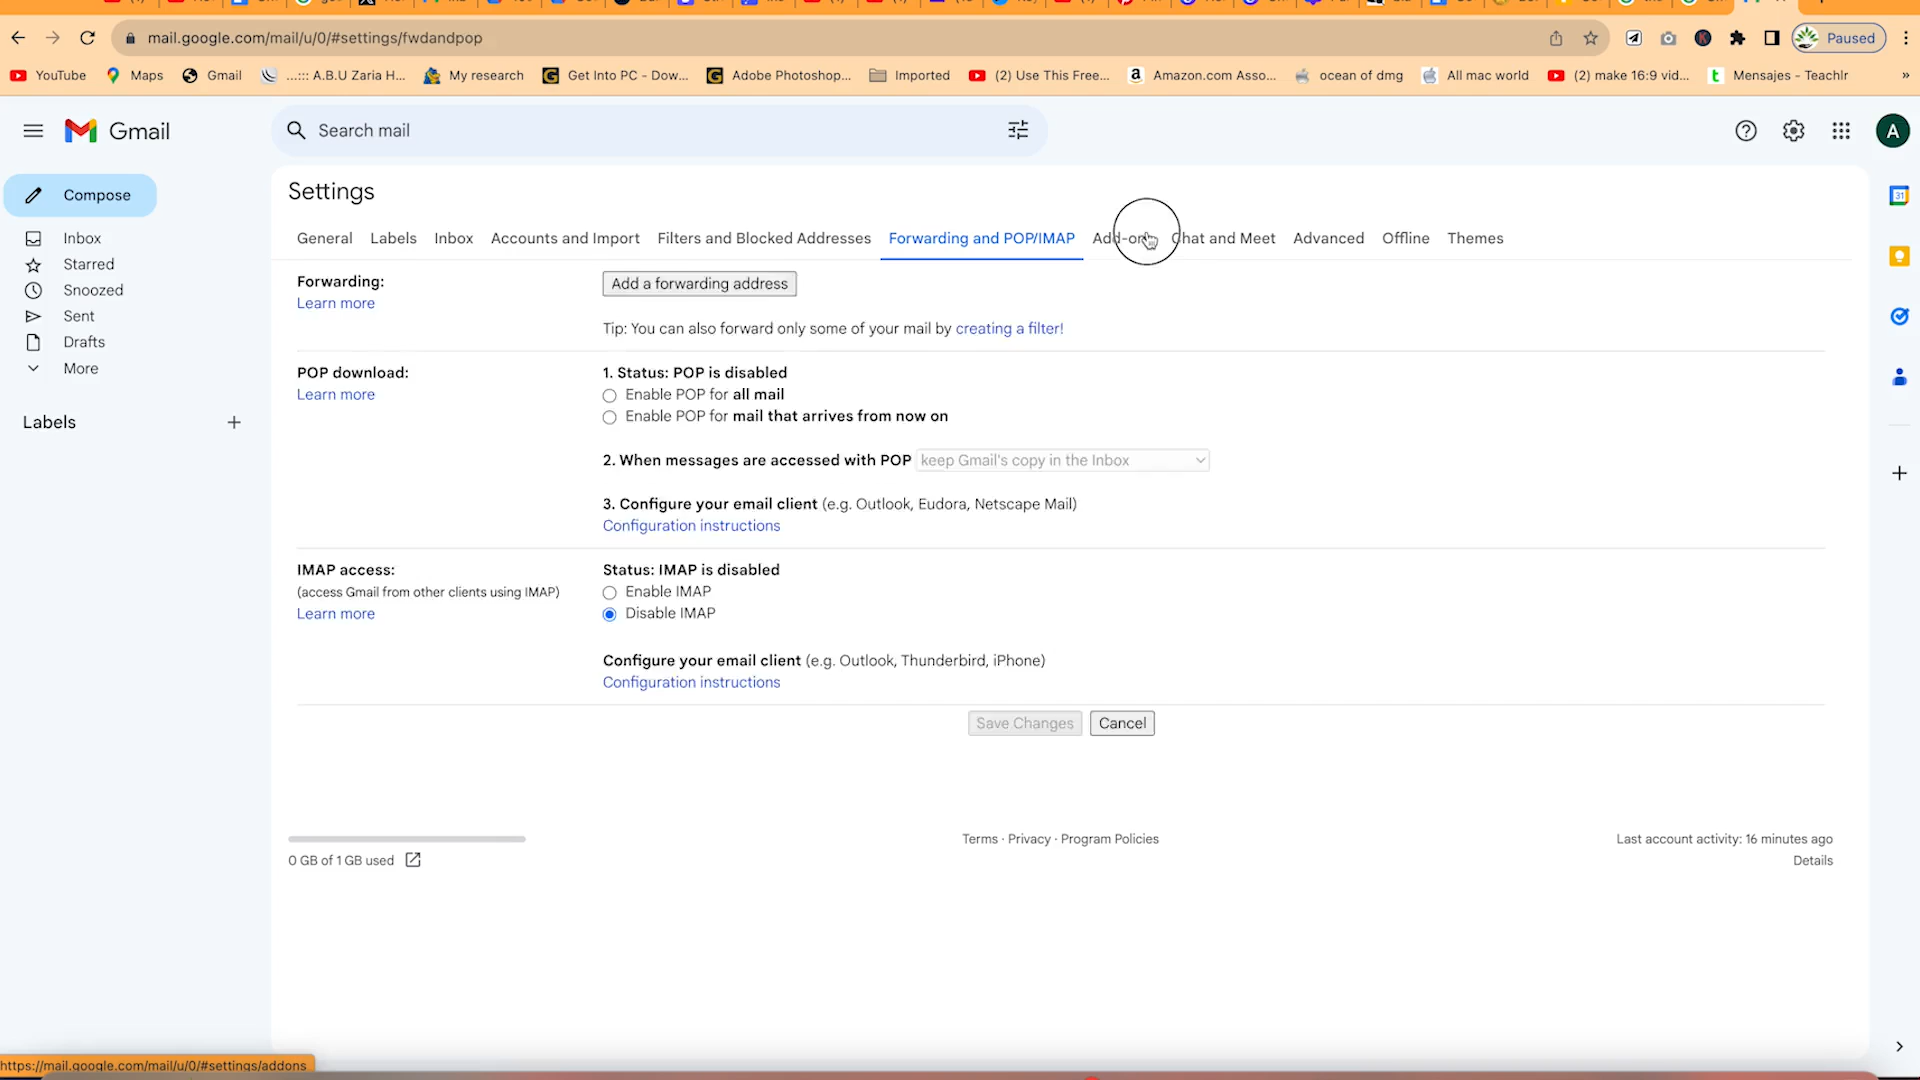 mail.google.com/mail/u/0/#settings/fwdandpop
Paused
YouTube
Maps
Gmail
...::: A.B.U Zaria H...
My research
Get Into PC - Dow...
Adobe Photoshop...
Imported
(2) Use This Free...
Amazon.com Asso...
ocean of dmg
All mac world
(2) make 16:9 vid...
Mensajes - Teachlr
»
Gmail
Search mail
A
Compose
Inbox
Starred
Snoozed
Sent
Drafts
More
Labels
Settings
General
Labels
Inbox
Accounts and Import
Filters and Blocked Addresses
Forwarding and POP/IMAP
Chat and Meet
Advanced
Offline
Themes
Forwarding:
Learn more
Add a forwarding address
Tip: You can also forward only some of your mail by creating a filter!
POP download:
Learn more
1. Status: POP is disabled
Enable POP for all mail
Enable POP for mail that arrives from now on
2. When messages are accessed with POP keep Gmail's copy in the Inbox
3. Configure your email client (e.g. Outlook, Eudora, Netscape Mail)
Configuration instructions
IMAP access:
(access Gmail from other clients using IMAP)
Learn more
Status: IMAP is disabled
Enable IMAP
Disable IMAP
Configure your email client (e.g. Outlook, Thunderbird, iPhone)
Configuration instructions
Save Changes
Cancel
0 GB of 1 GB used
Terms · Privacy · Program Policies
Last account activity: 16 minutes ago
Details
31
https://mail.google.com/mail/u/0/#settings/addons